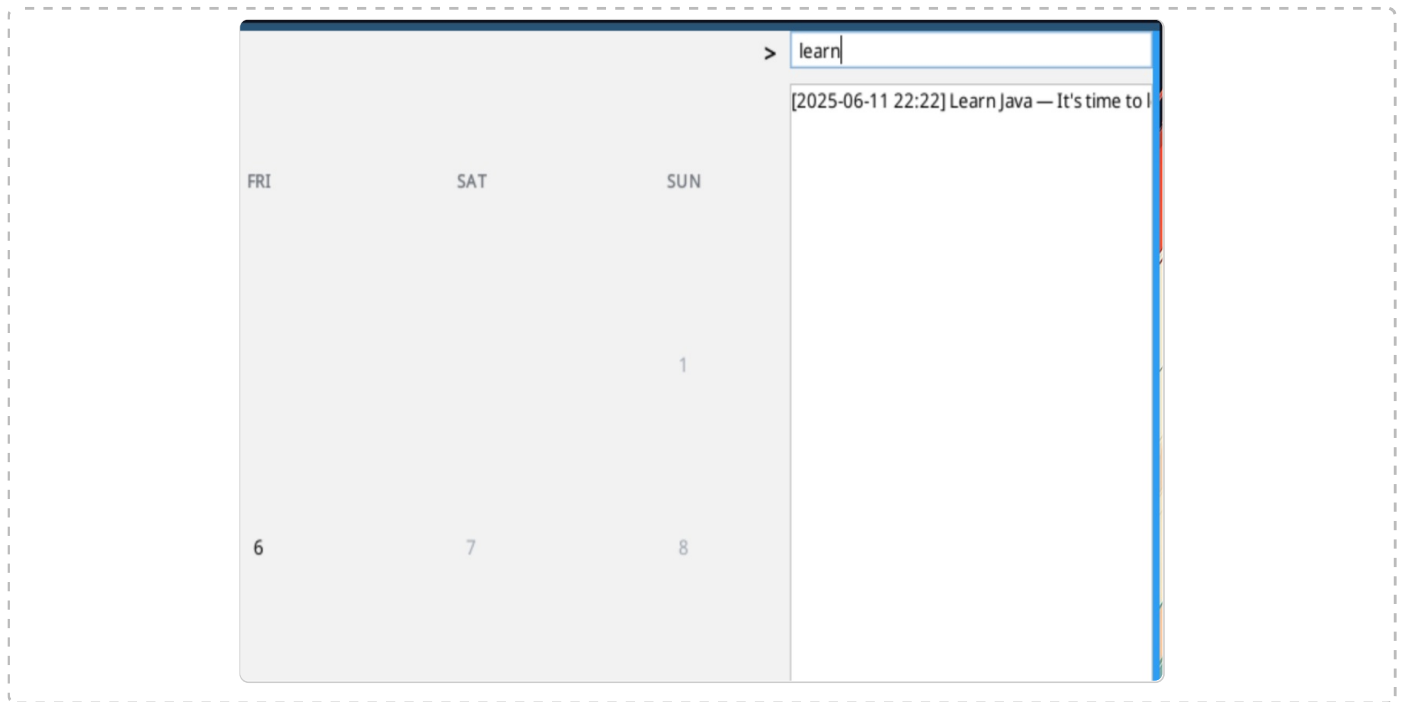 > learn
[2025-06-11 22:22] Learn Java — It's time to
FRI SAT SUN
1
6 7 8